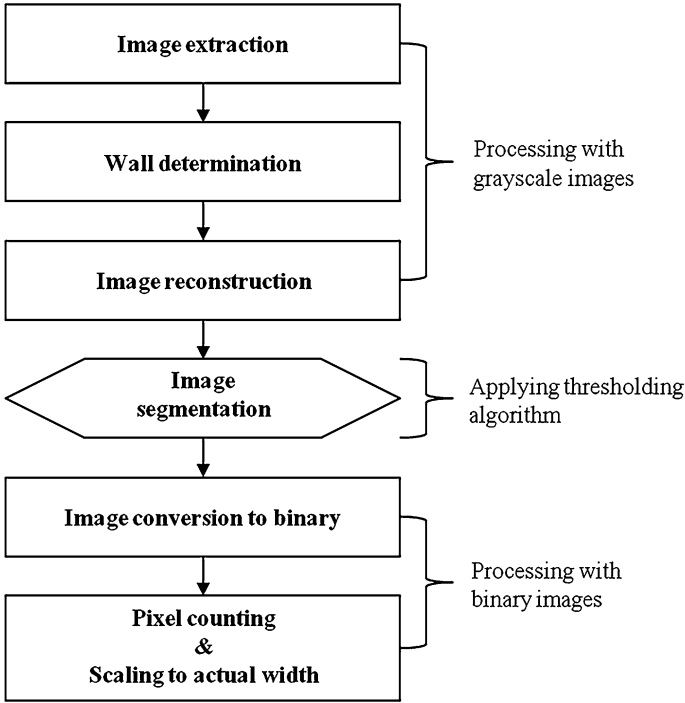 Image extraction
Wall determination
Processing with
grayscale images
Image reconstruction
Image
segmentation
Applying thresholding
algorithm
Image conversion to binary
Processing with
binary images
Pixel counting
&
Scaling to actual width